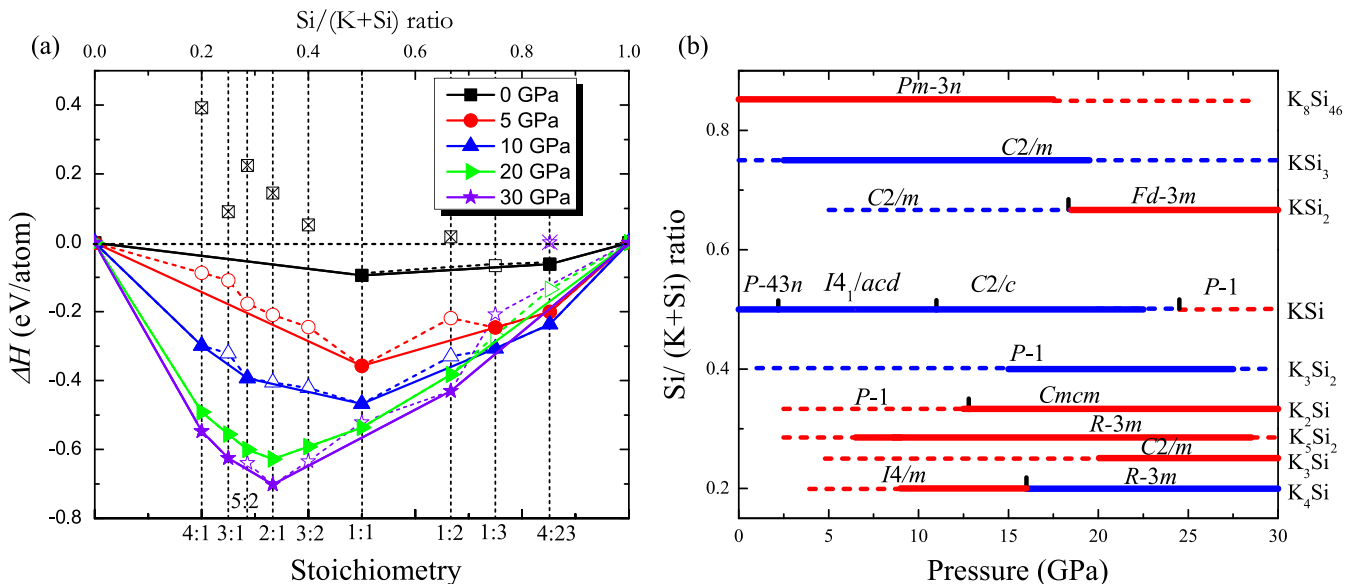 Si/(K+Si) ratio
(a)
0.0 0.2 0.4 0.6 0.8 1.0
0.4
0.2
0.0
-0.2
-0.4
-0.6
-0.8
ΔH (eV/atom)
0 GPa
5 GPa
10 GPa
20 GPa
30 GPa
5:2
4:1 3:1 2:1 3:2 1:1 1:2 1:3 4:23
Stoichiometry
(b)
Si/ (K+Si) ratio
0.8
0.6
0.4
0.2
Pm-3n
K₈Si₄₆
C2/m
KSi₃
C2/m Fd-3m
KSi₂
P-43n I4₁/acd C2/c P-1
KSi
P-1
K₃Si₂
P-1 Cmcm
K₂Si
R-3m
K₅Si₂
C2/m
K₃Si
I4/m R-3m
K₄Si
0 5 10 15 20 25 30
Pressure (GPa)